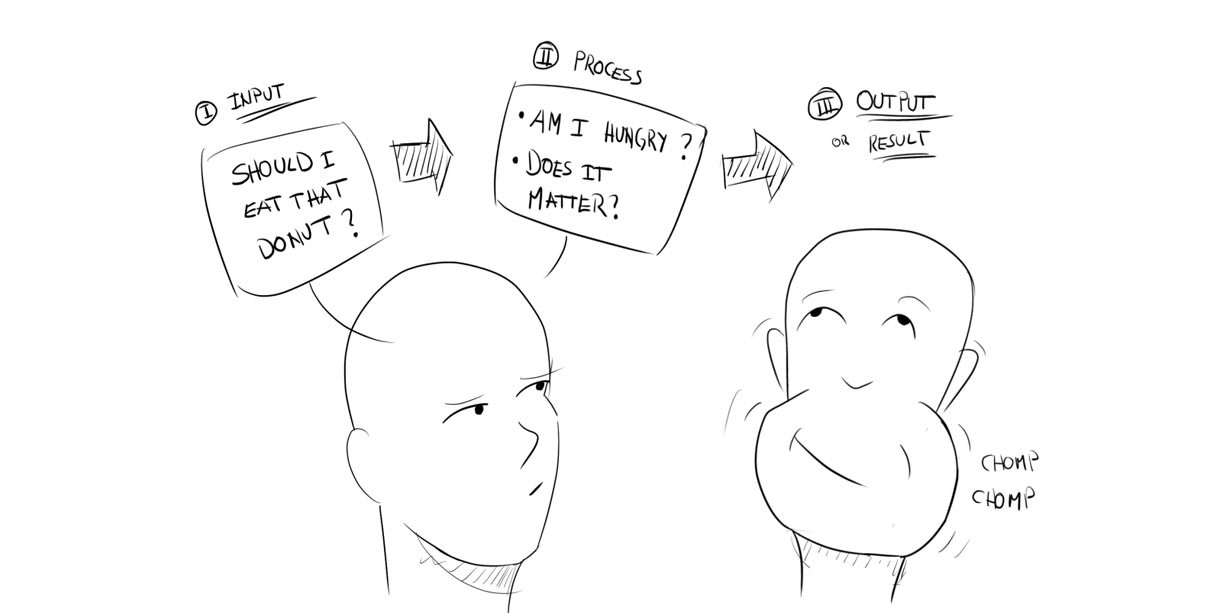 I INPUT
SHOULD I
EAT THAT
DONUT?
II PROCESS
• AM I HUNGRY?
• DOES IT
MATTER?
III OUTPUT
OR RESULT
CHOMP
CHOMP